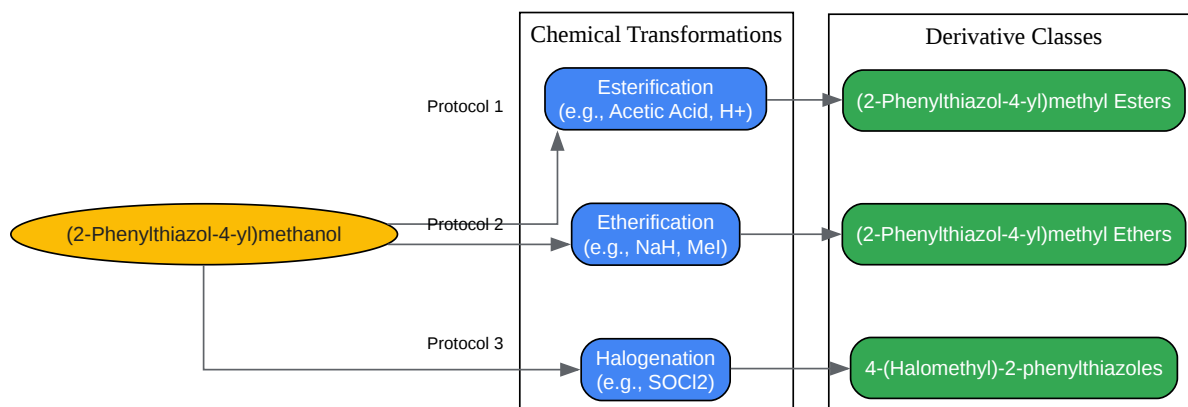 Chemical Transformations
Derivative Classes
Protocol 1
Esterification
(e.g., Acetic Acid, H+)
(2-Phenylthiazol-4-yl)methyl Esters
(2-Phenylthiazol-4-yl)methanol
Protocol 2
Etherification
(e.g., NaH, MeI)
(2-Phenylthiazol-4-yl)methyl Ethers
Protocol 3
Halogenation
(e.g., SOCl2)
4-(Halomethyl)-2-phenylthiazoles